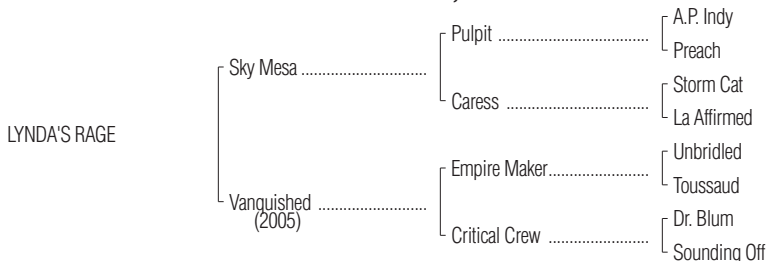 A.P. Indy
Pulpit ......................................
Preach
Sky Mesa ................................
Storm Cat
Caress ....................................
La Affirmed
LYNDA'S RAGE
Unbridled
Empire Maker.........................
Toussaud
Vanquished ...........................
(2005)
Dr. Blum
Critical Crew .........................
Sounding Off